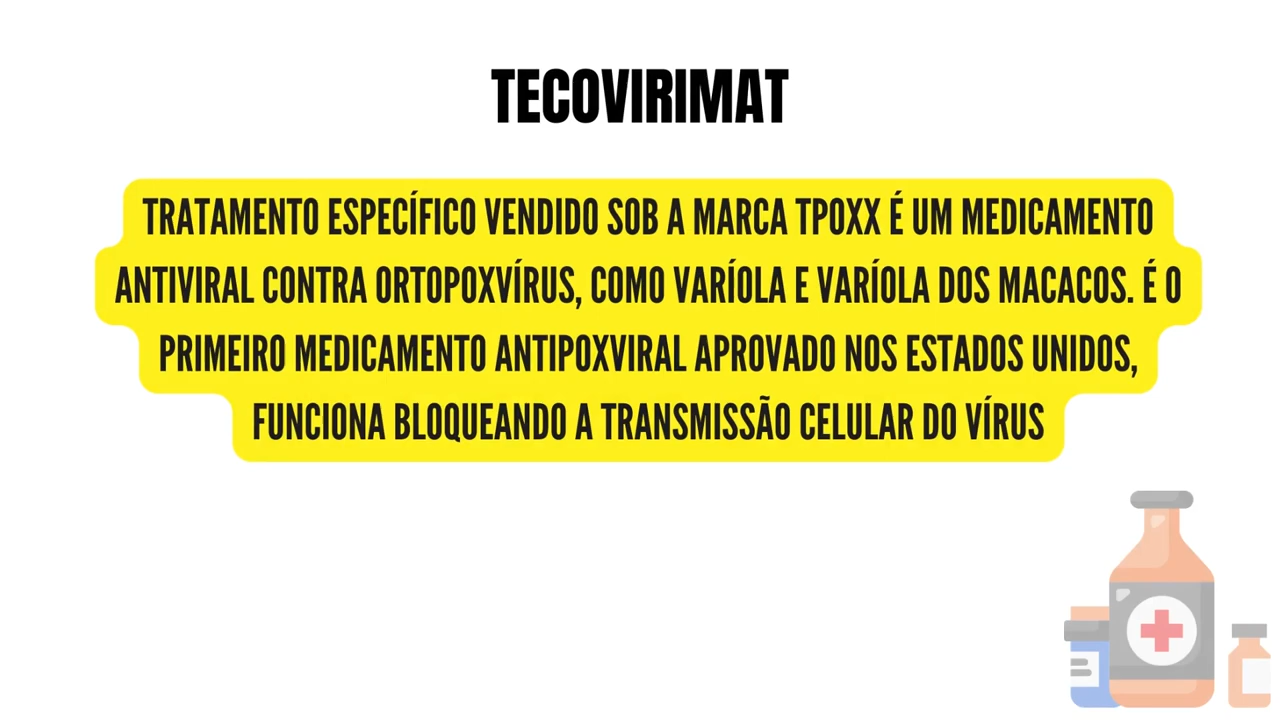 TECOVIRIMAT
TRATAMENTO ESPECÍFICO VENDIDO SOB A MARCA TPOXX É UM MEDICAMENTO
ANTIVIRAL CONTRA ORTOPOXVÍRUS, COMO VARÍOLA E VARÍOLA DOS MACACOS. É O
PRIMEIRO MEDICAMENTO ANTIPOXVIRAL APROVADO NOS ESTADOS UNIDOS,
FUNCIONA BLOQUEANDO A TRANSMISSÃO CELULAR DO VÍRUS